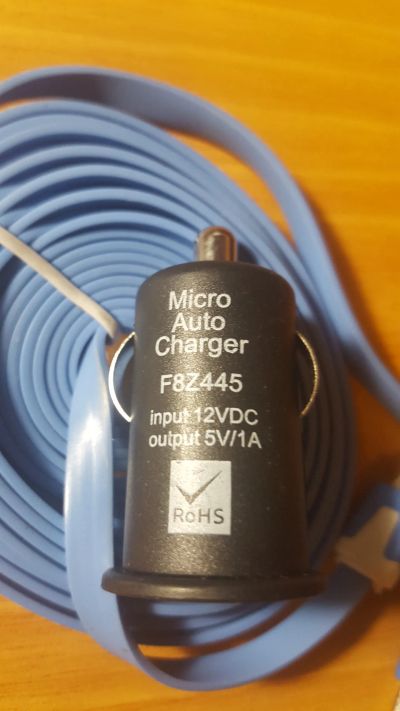 Micro
Auto
Charger
F8Z445
input 12VDC
output 5V/1A
RoHS